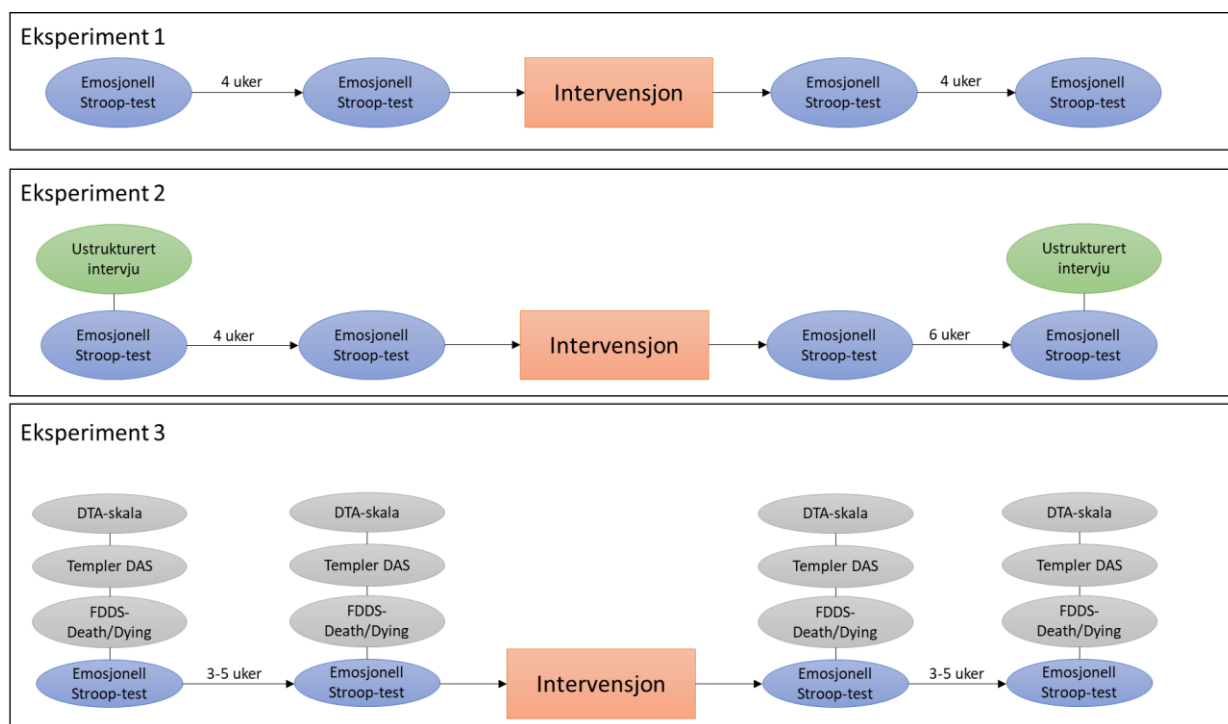 Eksperiment 1
Emosjonell
Stroop-test
4 uker
Emosjonell
Stroop-test
Intervensjon
Emosjonell
Stroop-test
4 uker
Emosjonell
Stroop-test
Eksperiment 2
Ustrukturert
intervju
Emosjonell
Stroop-test
4 uker
Emosjonell
Stroop-test
Intervensjon
Emosjonell
Stroop-test
6 uker
Ustrukturert
intervju
Emosjonell
Stroop-test
Eksperiment 3
DTA-skala
Templer DAS
FDDS-
Death/Dying
Emosjonell
Stroop-test
3-5 uker
DTA-skala
Templer DAS
FDDS-
Death/Dying
Emosjonell
Stroop-test
Intervensjon
DTA-skala
Templer DAS
FDDS-
Death/Dying
Emosjonell
Stroop-test
3-5 uker
DTA-skala
Templer DAS
FDDS-
Death/Dying
Emosjonell
Stroop-test